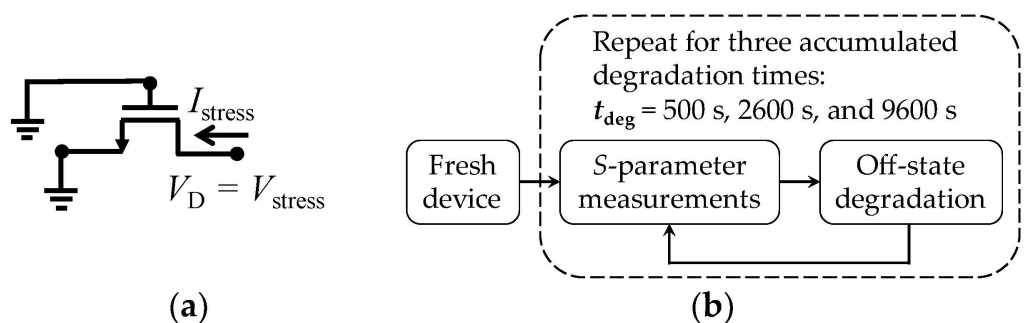 I_stress
V_D = V_stress
(a)
Repeat for three accumulated
degradation times:
t_deg = 500 s, 2600 s, and 9600 s
Fresh
device
S-parameter
measurements
Off-state
degradation
(b)